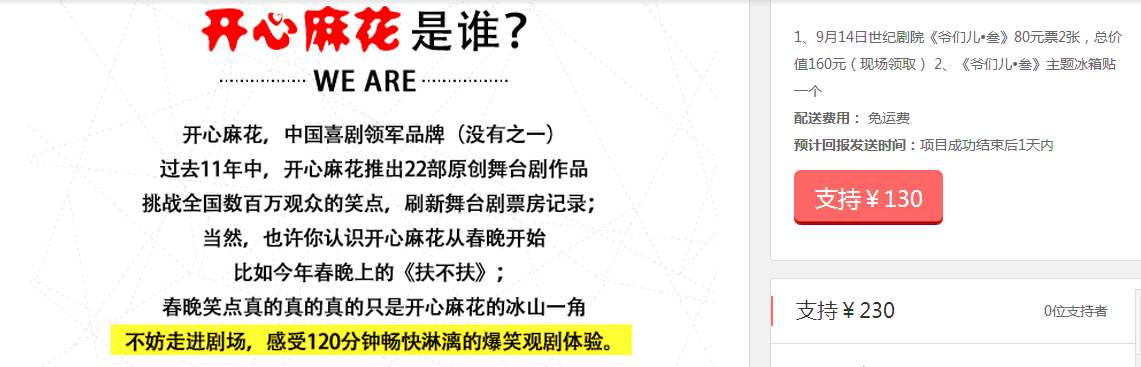 开心麻花是谁?
WE ARE
开心麻花，中国喜剧领军品牌（没有之一）
过去11年中，开心麻花推出22部原创舞台剧作品
挑战全国数百万观众的笑点，刷新舞台剧票房记录；
当然，也许你认识开心麻花从春晚开始
比如今年春晚上的《扶不扶》；
春晚笑点真的真的真的只是开心麻花的冰山一角
不妨走进剧场，感受120分钟畅快淋漓的爆笑观剧体验。
1、9月14日世纪剧院《爷们儿•叁》80元票2张，总价
值160元（现场领取） 2、《爷们儿•叁》主题冰箱贴
一个
配送费用： 免运费
预计回报发送时间：项目成功结束后1天内
支持￥130
支持￥230
0位支持者